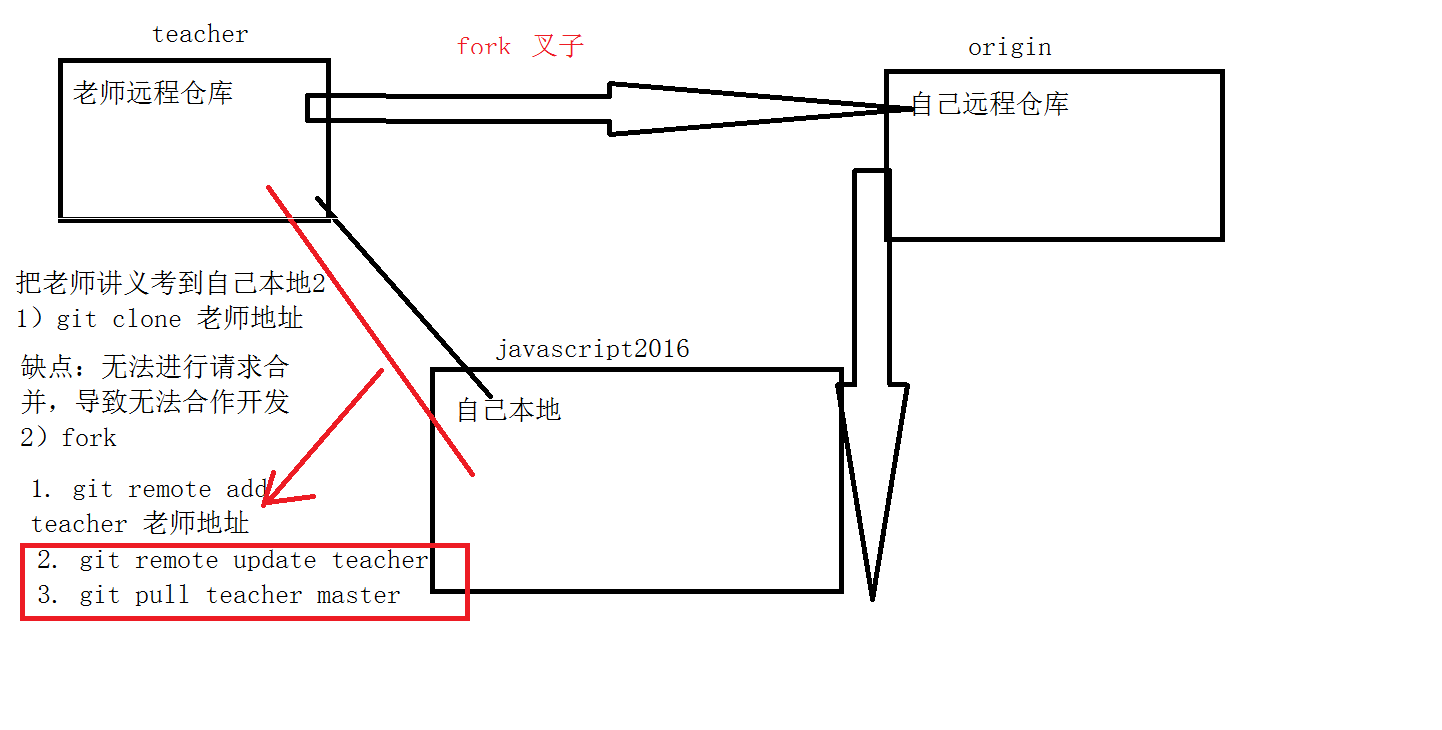 teacher
fork 叉子
origin
老师远程仓库
自己远程仓库
把老师讲义考到自己本地2
1）git clone 老师地址
缺点：无法进行请求合
并，导致无法合作开发
2）fork
javascript2016
自己本地
1. git remote add
teacher 老师地址
2. git remote update teacher
3. git pull teacher master